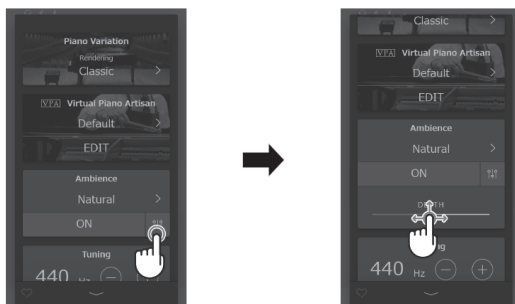 Piano Variation
Rendering
Classic
VPA Virtual Piano Artisan
Default
EDIT
Ambience
Natural
ON
Tuning
440 Hz
Classic
VPA Virtual Piano Artisan
Default
EDIT
Ambience
Natural
ON
DEPTH
440 Hz